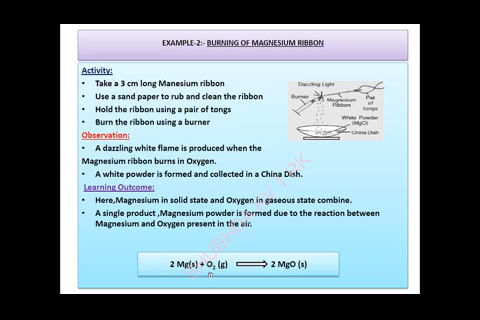 EXAMPLE-2:- BURNING OF MAGNESIUM RIBBON
Activity:
• Take a 3 cm long Manesium ribbon
• Use a sand paper to rub and clean the ribbon
• Hold the ribbon using a pair of tongs
• Burn the ribbon using a burner
Dazzling Light
Burner
Magnesium
Ribbon
Pair
of
tongs
White Powder
(MgO)
China Dish
Observation:
• A dazzling white flame is produced when the
Magnesium ribbon burns in Oxygen.
• A white powder is formed and collected in a China Dish.
Learning Outcome:
• Here,Magnesium in solid state and Oxygen in gaseous state combine.
• A single product ,Magnesium powder is formed due to the reaction between
Magnesium and Oxygen present in the air.
2 Mg(s) + O2 (g) 2 MgO (s)